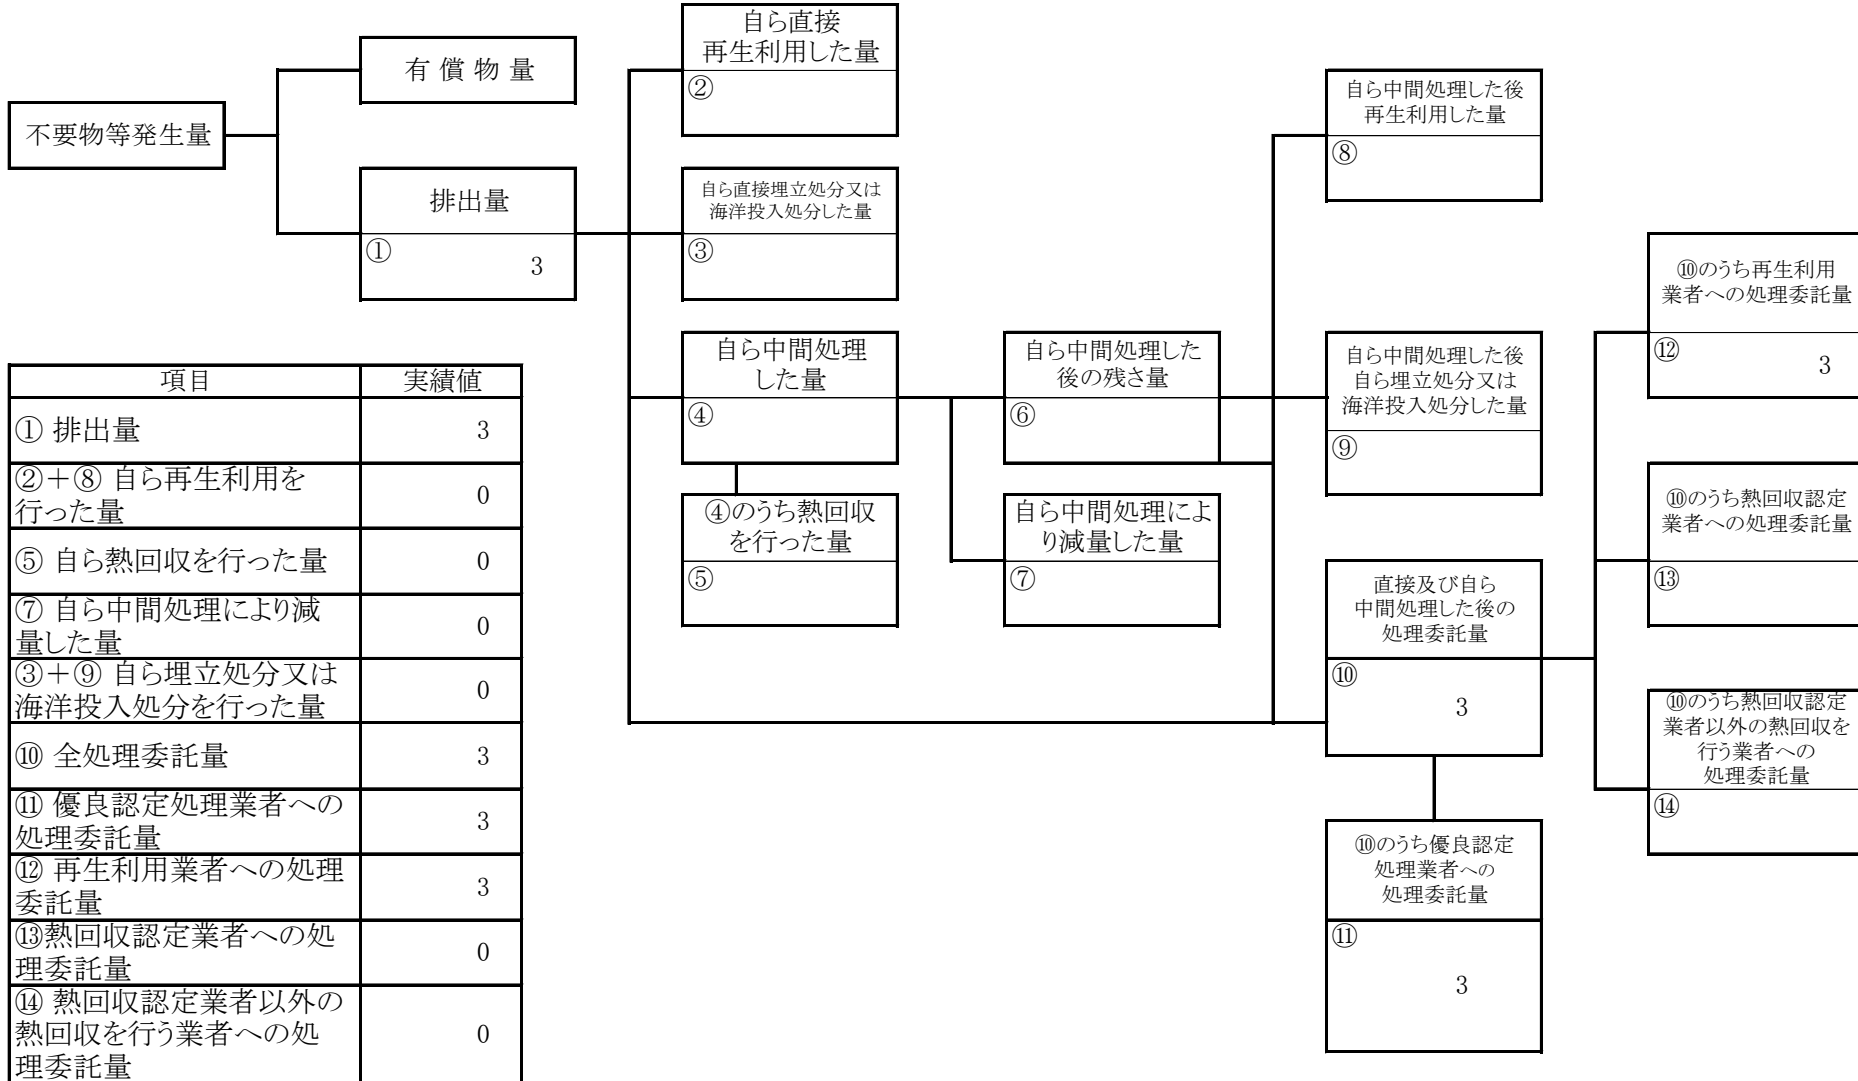 不要物等発生量
有 償 物 量
排出量
①
3
自ら直接
再生利用した量
②
自ら直接埋立処分又は
海洋投入処分した量
③
自ら中間処理
した量
④
④のうち熱回収
を行った量
⑤
自ら中間処理した
後の残さ量
⑥
自ら中間処理によ
り減量した量
⑦
自ら中間処理した後
再生利用した量
⑧
自ら中間処理した後
自ら埋立処分又は
海洋投入処分した量
⑨
直接及び自ら
中間処理した後の
処理委託量
⑩
3
⑩のうち優良認定
処理業者への
処理委託量
⑪
3
⑩のうち再生利用
業者への処理委託量
⑫
3
⑩のうち熱回収認定
業者への処理委託量
⑬
⑩のうち熱回収認定
業者以外の熱回収を
行う業者への
処理委託量
⑭
項目 実績値
① 排出量 3
②+⑧ 自ら再生利用を
行った量 0
⑤ 自ら熱回収を行った量 0
⑦ 自ら中間処理により減
量した量 0
③+⑨ 自ら埋立処分又は
海洋投入処分を行った量 0
⑩ 全処理委託量 3
⑪ 優良認定処理業者への
処理委託量 3
⑫ 再生利用業者への処理
委託量 3
⑬熱回収認定業者への処
理委託量 0
⑭ 熱回収認定業者以外の
熱回収を行う業者への処
理委託量 0